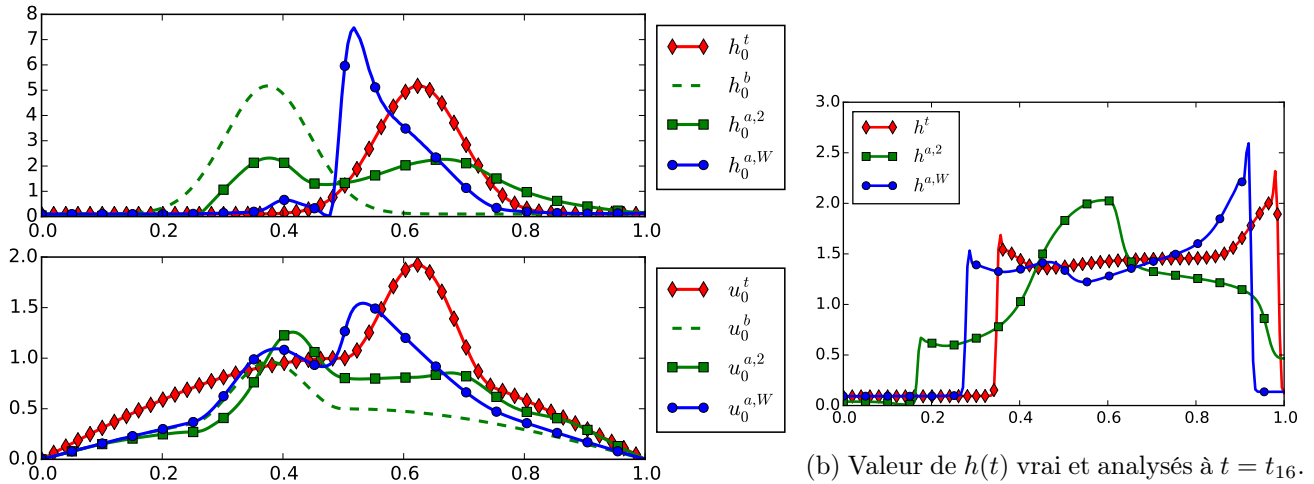 8
7
6
5
4
3
2
1
0
0.0 0.2 0.4 0.6 0.8 1.0
h_0^t
h_0^b
h_0^{a,2}
h_0^{a,W}
2.0
1.5
1.0
0.5
0.0
0.0 0.2 0.4 0.6 0.8 1.0
u_0^t
u_0^b
u_0^{a,2}
u_0^{a,W}
3.0
2.5
2.0
1.5
1.0
0.5
0.0
0.0 0.2 0.4 0.6 0.8 1.0
h^t
h^{a,2}
h^{a,W}
(b) Valeur de h(t) vrai et analysés à t = t_{16}.